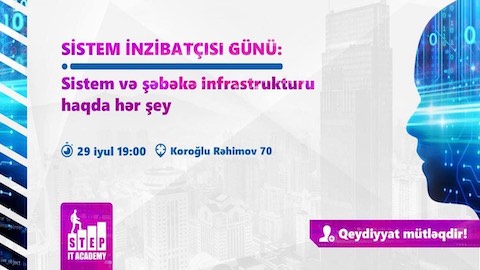 SİSTEM İNZİBATÇISI GÜNÜ:
Sistem və şəbəkə infrastrukturu
haqda hər şey
29 iyul 19:00
Koroğlu Rəhimov 70
STEP
IT ACADEMY
Qeydiyyat mütləqdir!